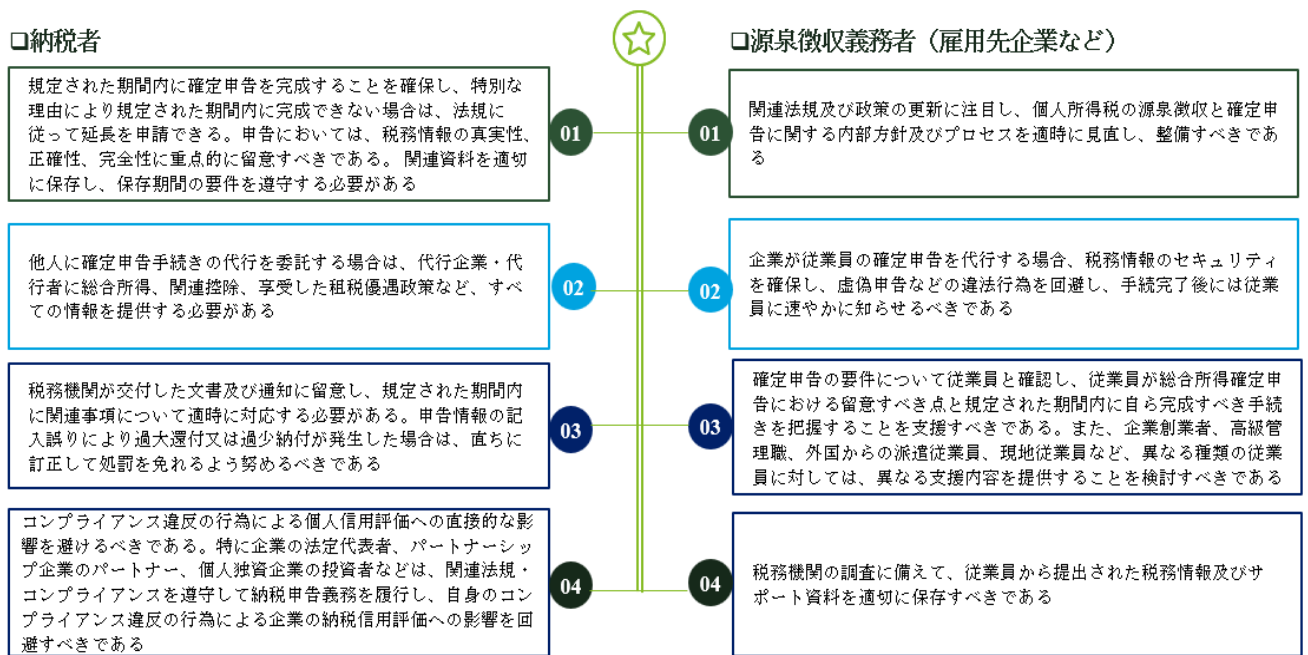 □納税者
規定された期間内に確定申告を完成することを確保し、特別な
理由により規定された期間内に完成できない場合は、法規に
従って延長を申請できる。申告においては、税務情報の真実性、
正確性、完全性に重点的に留意すべきである。 関連資料を適切
に保存し、保存期間の要件を遵守する必要がある
01
他人に確定申告手続きの代行を委託する場合は、代行企業・代
行者に総合所得、関連控除、享受した租税優遇政策など、すべ
ての情報を提供する必要がある
02
税務機関が交付した文書及び通知に留意し、規定された期間内
に関連事項について適時に対応する必要がある。申告情報の記
入誤りにより過大還付又は過少納付が発生した場合は、直ちに
訂正して処罰を免れるよう努めるべきである
03
コンプライアンス違反の行為による個人信用評価への直接的な影
響を避けるべきである。特に企業の法定代表者、パートナーシッ
プ企業のパートナー、個人独資企業の投資者などは、関連法規・
コンプライアンスを遵守して納税申告義務を履行し、自身のコン
プライアンス違反の行為による企業の納税信用評価への影響を回
避すべきである
04
□源泉徴収義務者（雇用先企業など）
01
関連法規及び政策の更新に注目し、個人所得税の源泉徴収と確定申
告に関する内部方針及びプロセスを適時に見直し、整備すべきであ
る
02
企業が従業員の確定申告を代行する場合、税務情報のセキュリティ
を確保し、虚偽申告などの違法行為を回避し、手続完了後には従業
員に速やかに知らせるべきである
03
確定申告の要件について従業員と確認し、従業員が総合所得確定申
告における留意すべき点と規定された期間内に自ら完成すべき手続
きを把握することを支援すべきである。また、企業創業者、高級管
理職、外国からの派遣従業員、現地従業員など、異なる種類の従業
員に対しては、異なる支援内容を提供することを検討すべきである
04
税務機関の調査に備えて、従業員から提出された税務情報及びサ
ポート資料を適切に保存すべきである